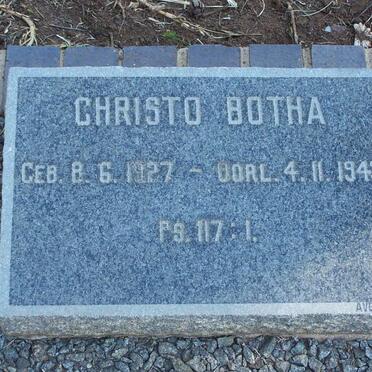 CHRISTO BOTHA
GEB. 8. 6. 1927 - OORL. 4. 11. 194
PS. 117 : 1.